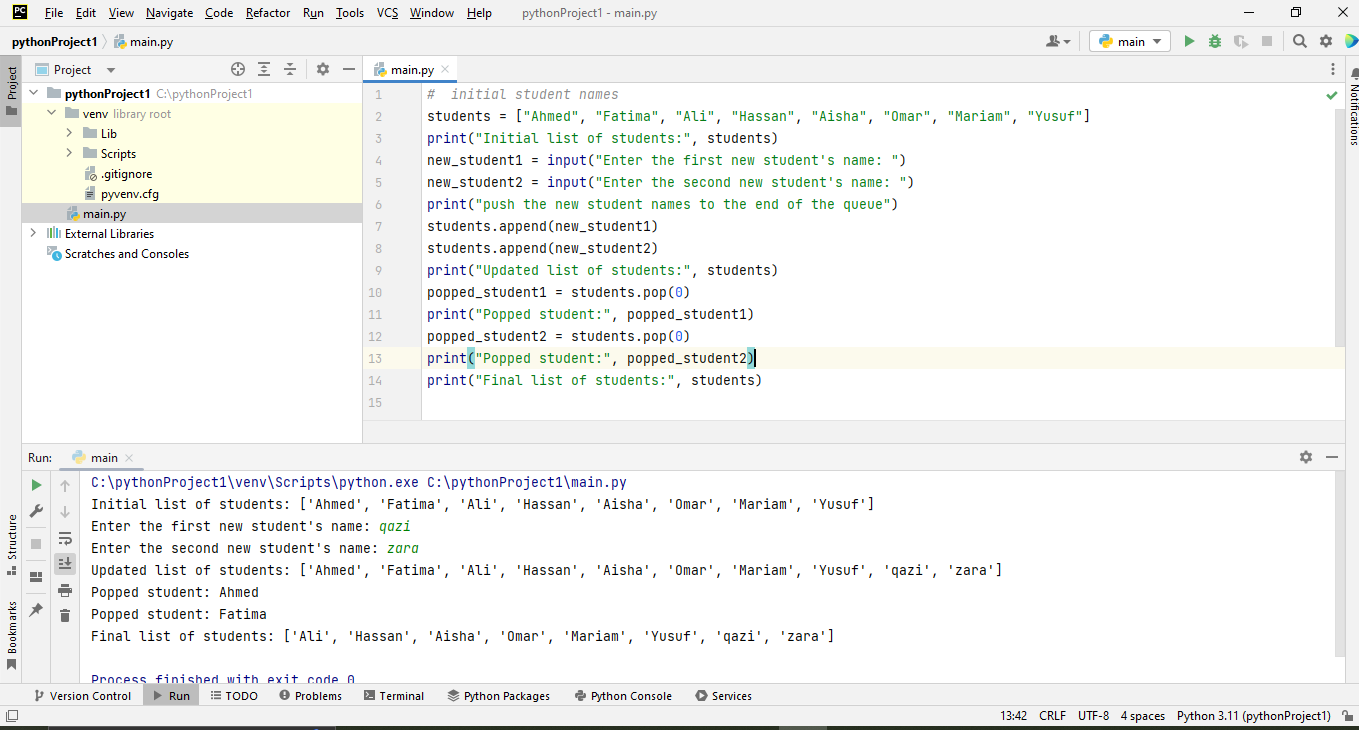 PC File Edit View Navigate Code Refactor Run Tools VCS Window Help pythonProject1 - main.py
pythonProject1 main.py main
Project main.py
pythonProject1 C:\pythonProject1
venv library root
Lib
Scripts
.gitignore
pyvenv.cfg
main.py
External Libraries
Scratches and Consoles
Project
Structure
Bookmarks
Notifications
1 #  initial student names
2 students = ["Ahmed", "Fatima", "Ali", "Hassan", "Aisha", "Omar", "Mariam", "Yusuf"]
3 print("Initial list of students:", students)
4 new_student1 = input("Enter the first new student's name: ")
5 new_student2 = input("Enter the second new student's name: ")
6 print("push the new student names to the end of the queue")
7 students.append(new_student1)
8 students.append(new_student2)
9 print("Updated list of students:", students)
10 popped_student1 = students.pop(0)
11 print("Popped student:", popped_student1)
12 popped_student2 = students.pop(0)
13 print("Popped student:", popped_student2)
14 print("Final list of students:", students)
15
Run: main
C:\pythonProject1\venv\Scripts\python.exe C:\pythonProject1\main.py
Initial list of students: ['Ahmed', 'Fatima', 'Ali', 'Hassan', 'Aisha', 'Omar', 'Mariam', 'Yusuf']
Enter the first new student's name: qazi
Enter the second new student's name: zara
Updated list of students: ['Ahmed', 'Fatima', 'Ali', 'Hassan', 'Aisha', 'Omar', 'Mariam', 'Yusuf', 'qazi', 'zara']
Popped student: Ahmed
Popped student: Fatima
Final list of students: ['Ali', 'Hassan', 'Aisha', 'Omar', 'Mariam', 'Yusuf', 'qazi', 'zara']
Process finished with exit code 0
Version Control Run TODO Problems Terminal Python Packages Python Console Services
13:42 CRLF UTF-8 4 spaces Python 3.11 (pythonProject1)